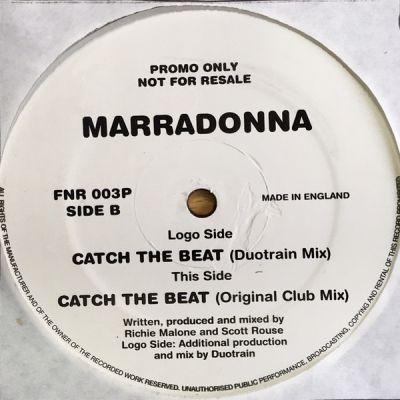 PROMO ONLY
NOT FOR RESALE
MARRADONNA
FNR 003P
SIDE B
MADE IN ENGLAND
Logo Side
CATCH THE BEAT (Duotrain Mix)
This Side
CATCH THE BEAT (Original Club Mix)
Written, produced and mixed by
Richie Malone and Scott Rouse
Logo Side: Additional production
and mix by Duotrain
ALL RIGHTS OF THE MANUFACTURER AND OF THE OWNER OF THE RECORDED WORK RESERVED. UNAUTHORISED PUBLIC PERFORMANCE, BROADCASTING, COPYING AND RENTAL OF THIS RECORD PROHIBITED